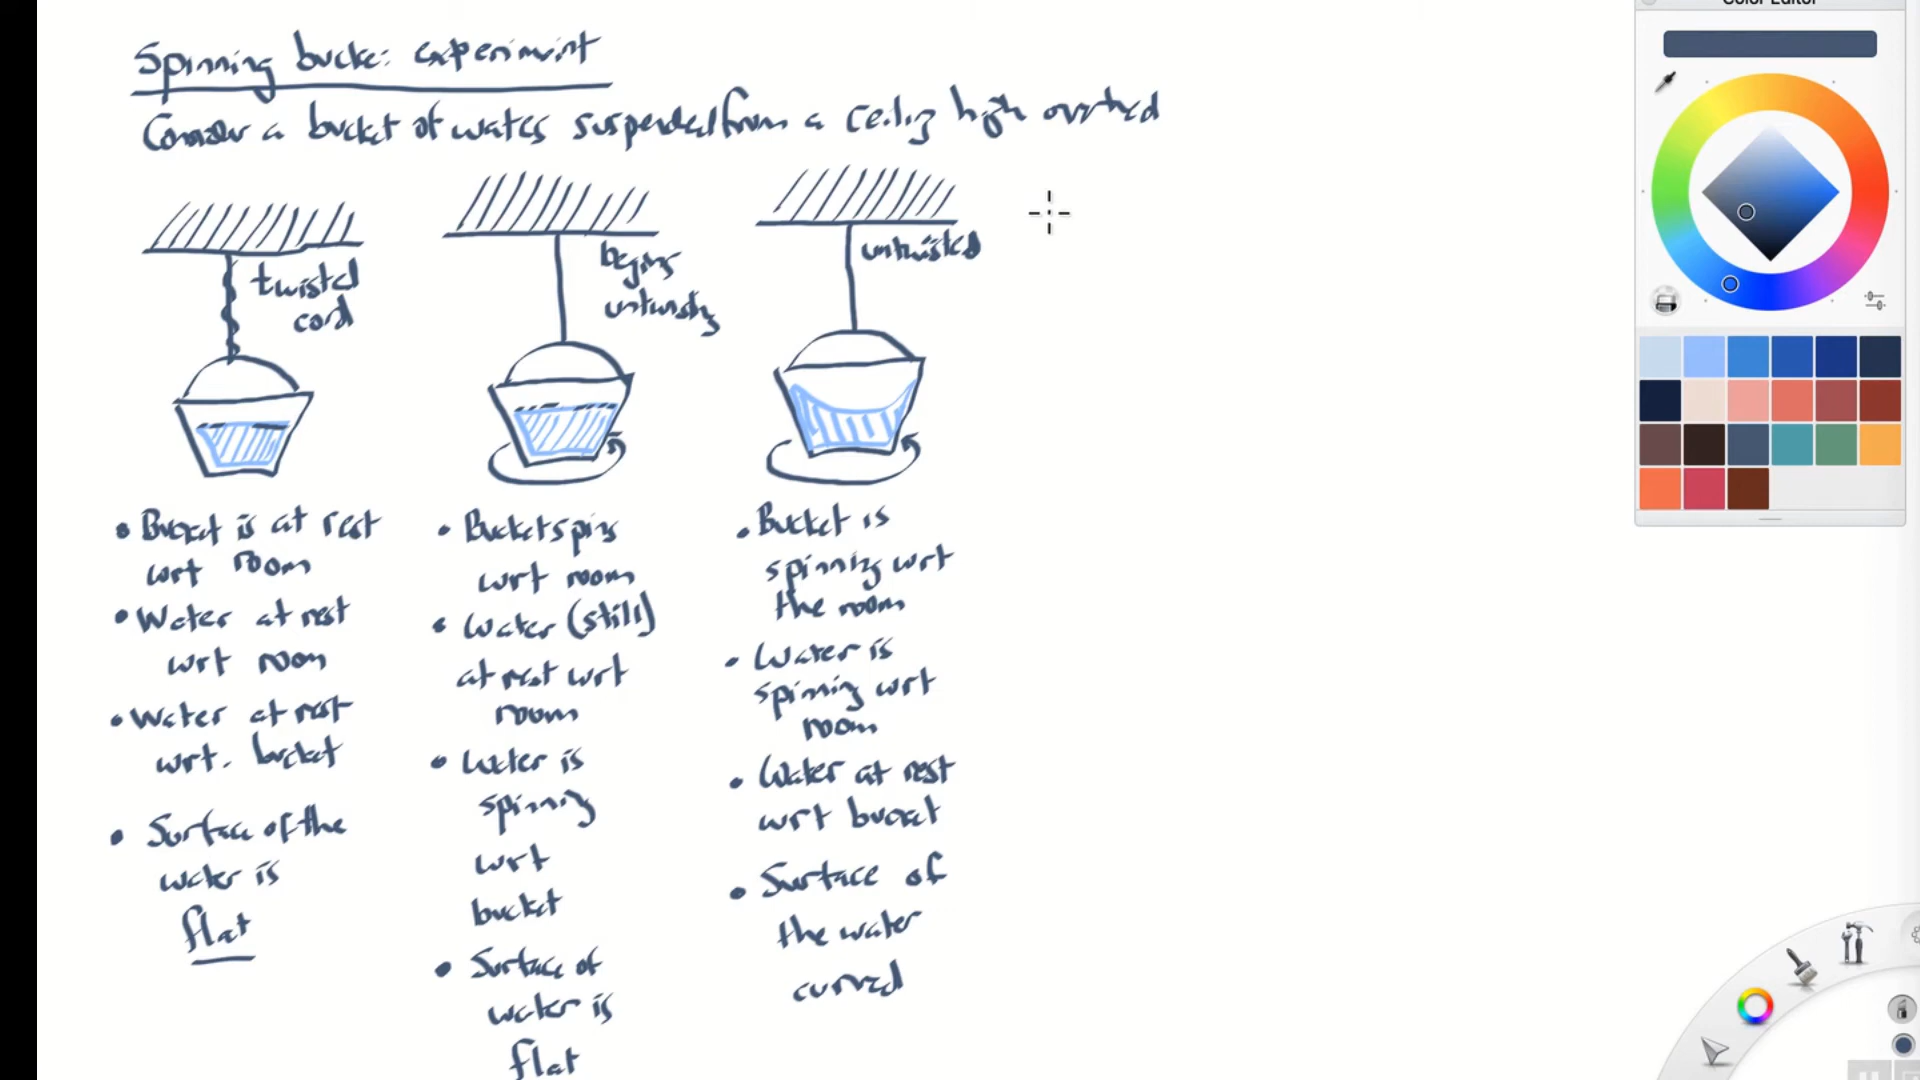 Spinning bucket experiment
Consider a bucket of water suspended from a ceiling high overhead
twisted
cord
begins
untwisting
untwisted
• Bucket is at rest
wrt room
• Water at rest
wrt room
• Water at rest
wrt. bucket
• Surface of the
water is
flat
• Bucket spins
wrt room
• Water (still)
at rest wrt
room
• Water is
spinning
wrt
bucket
• Surface of
water is
flat
• Bucket is
spinning wrt
the room
• Water is
spinning wrt
room
• Water at rest
wrt bucket
• Surface of
the water
curved
Color Editor